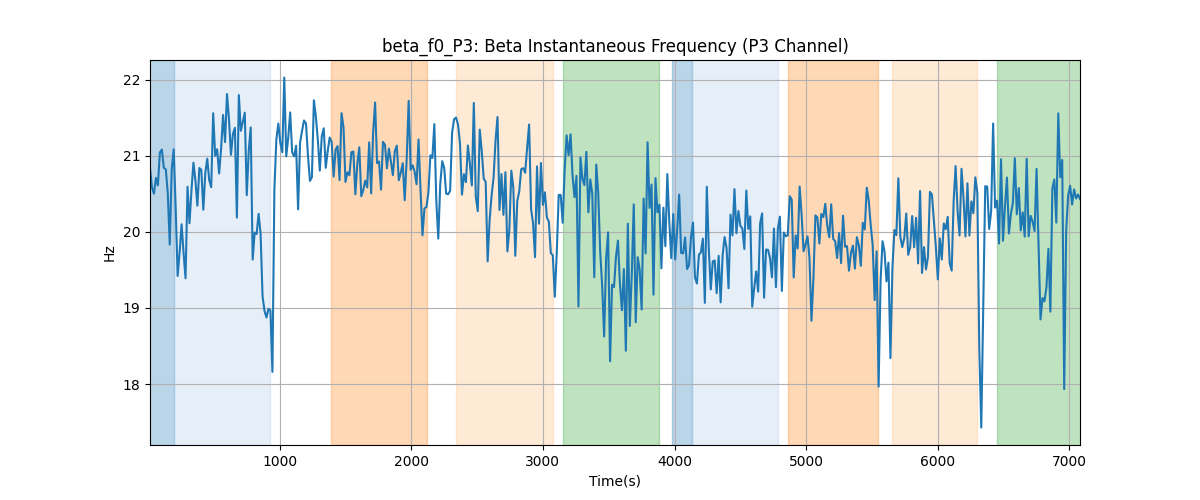 beta_f0_P3: Beta Instantaneous Frequency (P3 Channel)
22
21
20
19
18
Hz
1000 2000 3000 4000 5000 6000 7000
Time(s)